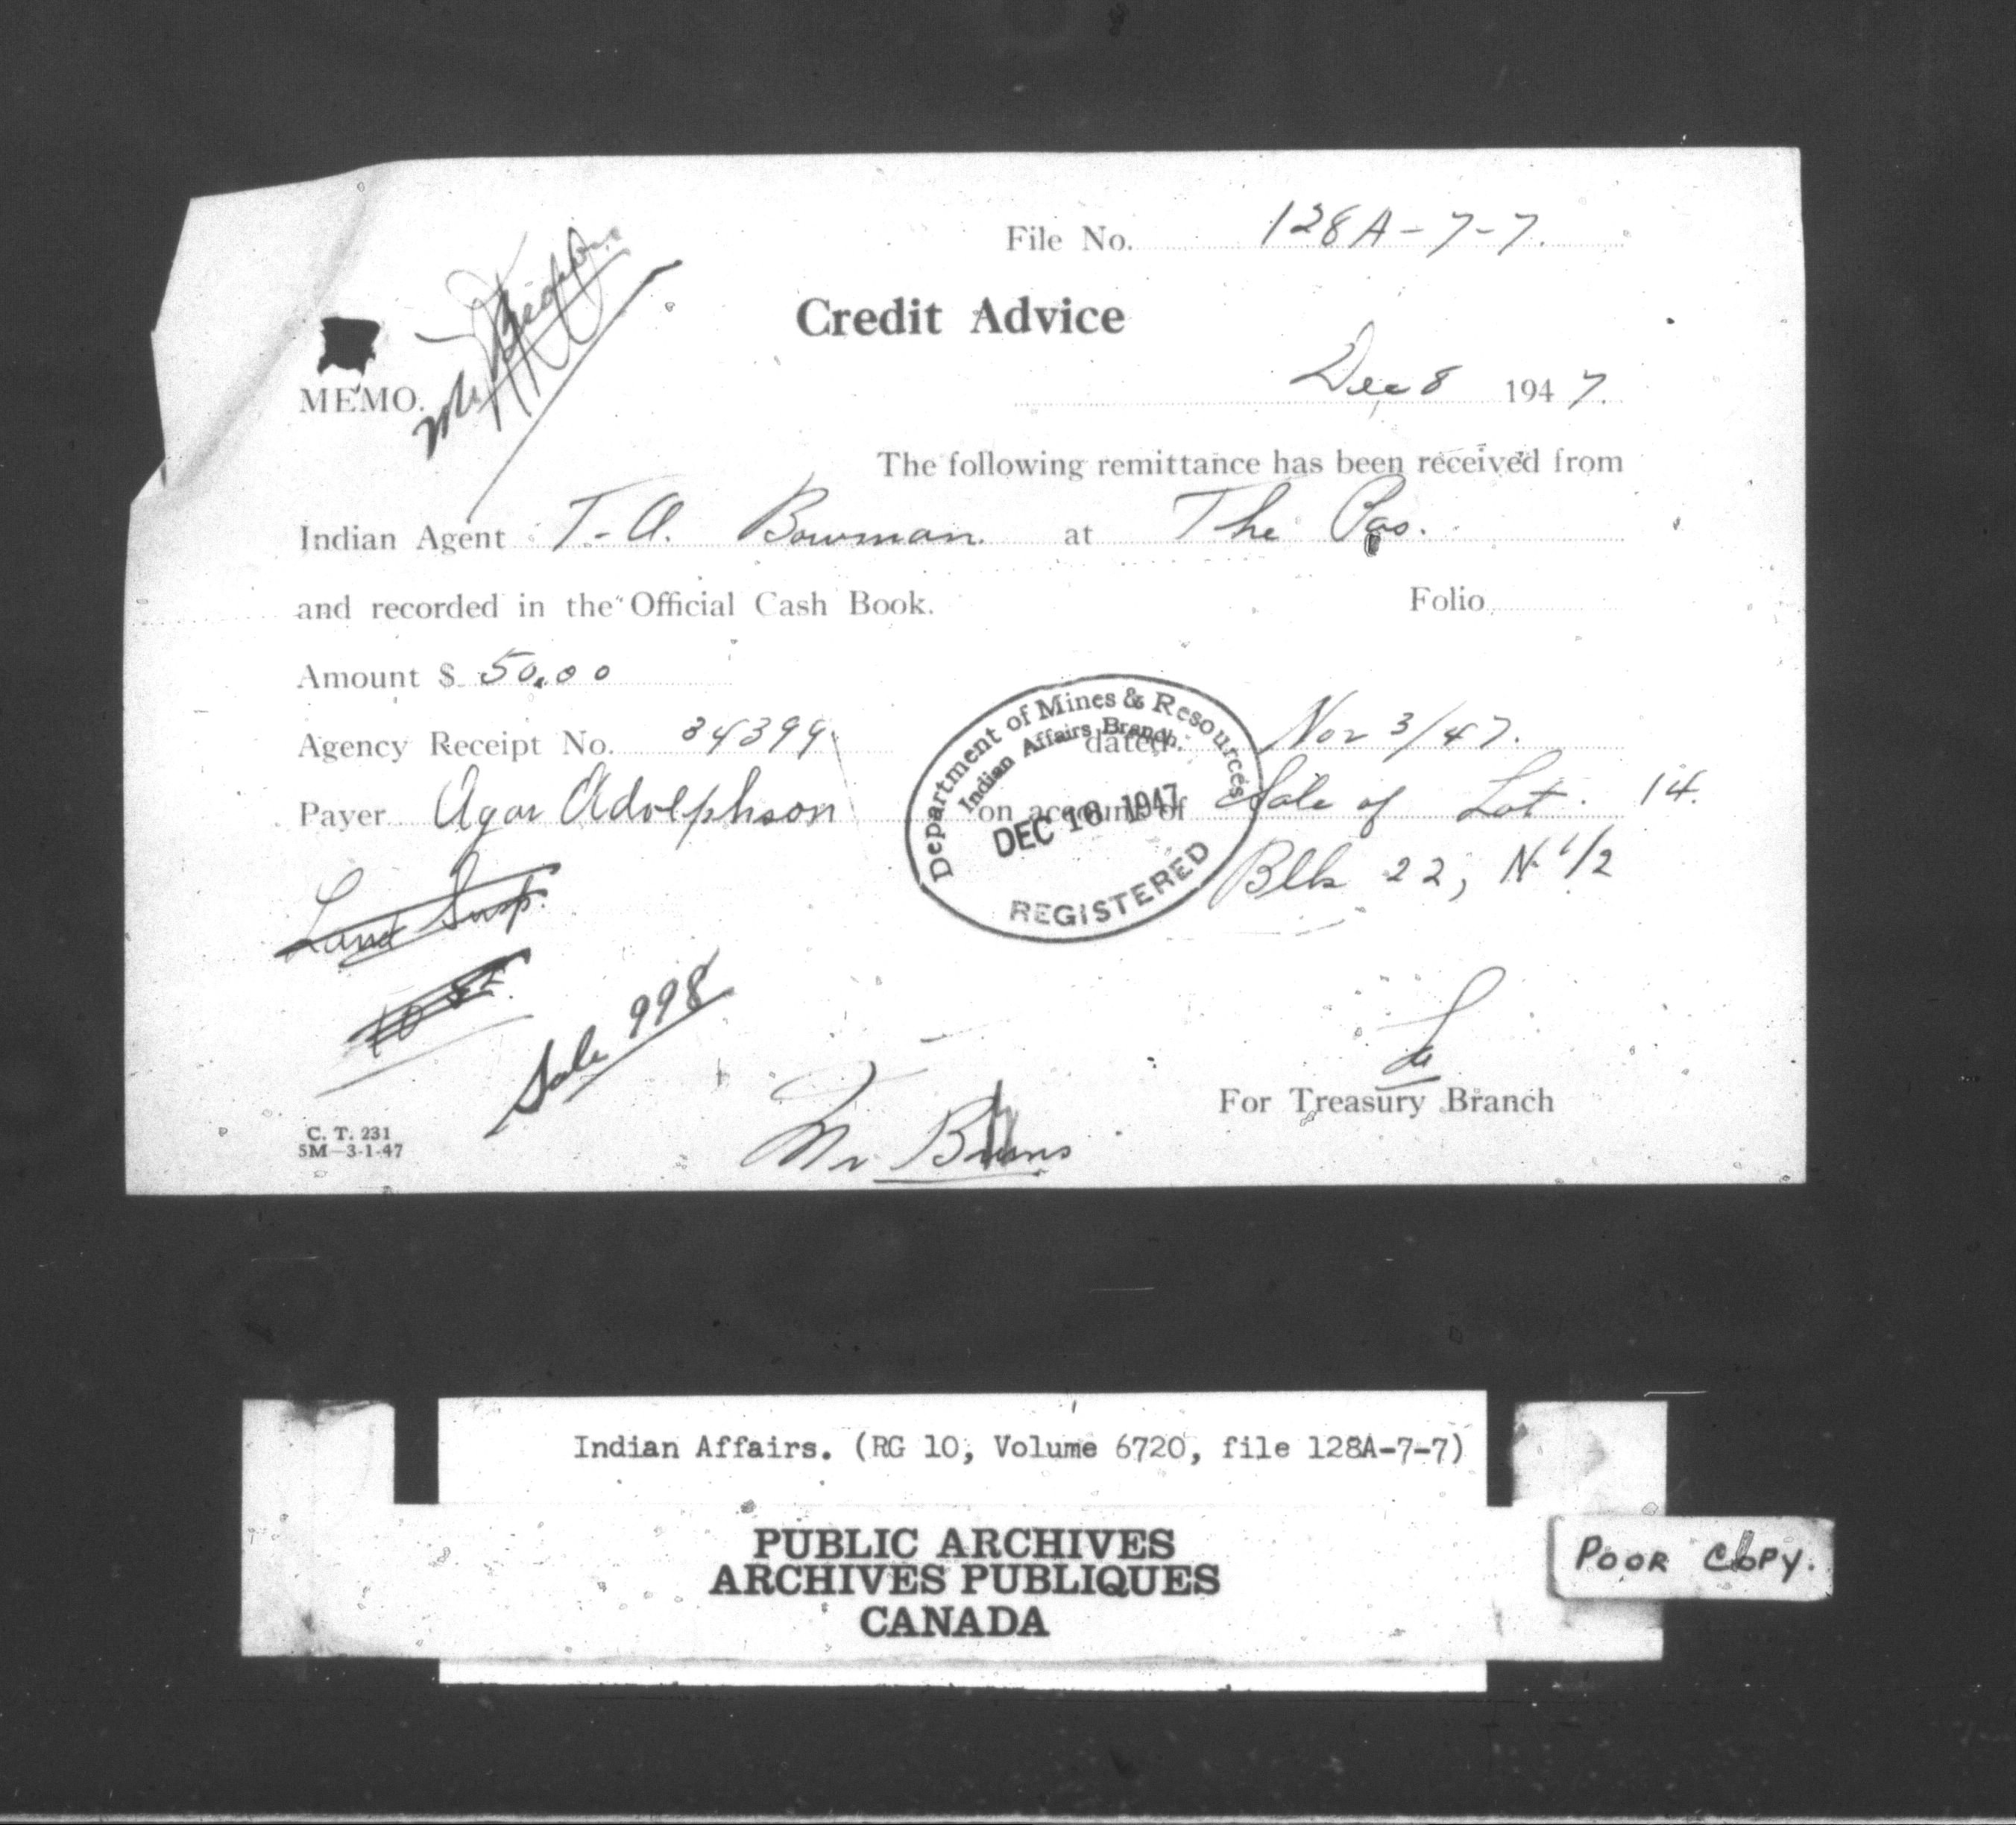 File No. 128A-7-7.
Credit Advice
MEMO.
Dec 8 1947.
The following remittance has been received from
Indian Agent T. A. Bowman at The Pas.
and recorded in the Official Cash Book. Folio
Amount $ 50.00
Agency Receipt No. 34399 dated Nov 3/47.
Payer Agar Adolphson on account of Sale of Lot 14.
Blk 22, N 1/2
Department of Mines & Resources
Indian Affairs Branch.
DEC 16 1947
REGISTERED
Land Susp.
Sale 998
For Treasury Branch
C. T. 231
5M-3-1-47
Mr Burns
Indian Affairs. (RG 10, Volume 6720, file 128A-7-7)
PUBLIC ARCHIVES
ARCHIVES PUBLIQUES
CANADA
POOR COPY.